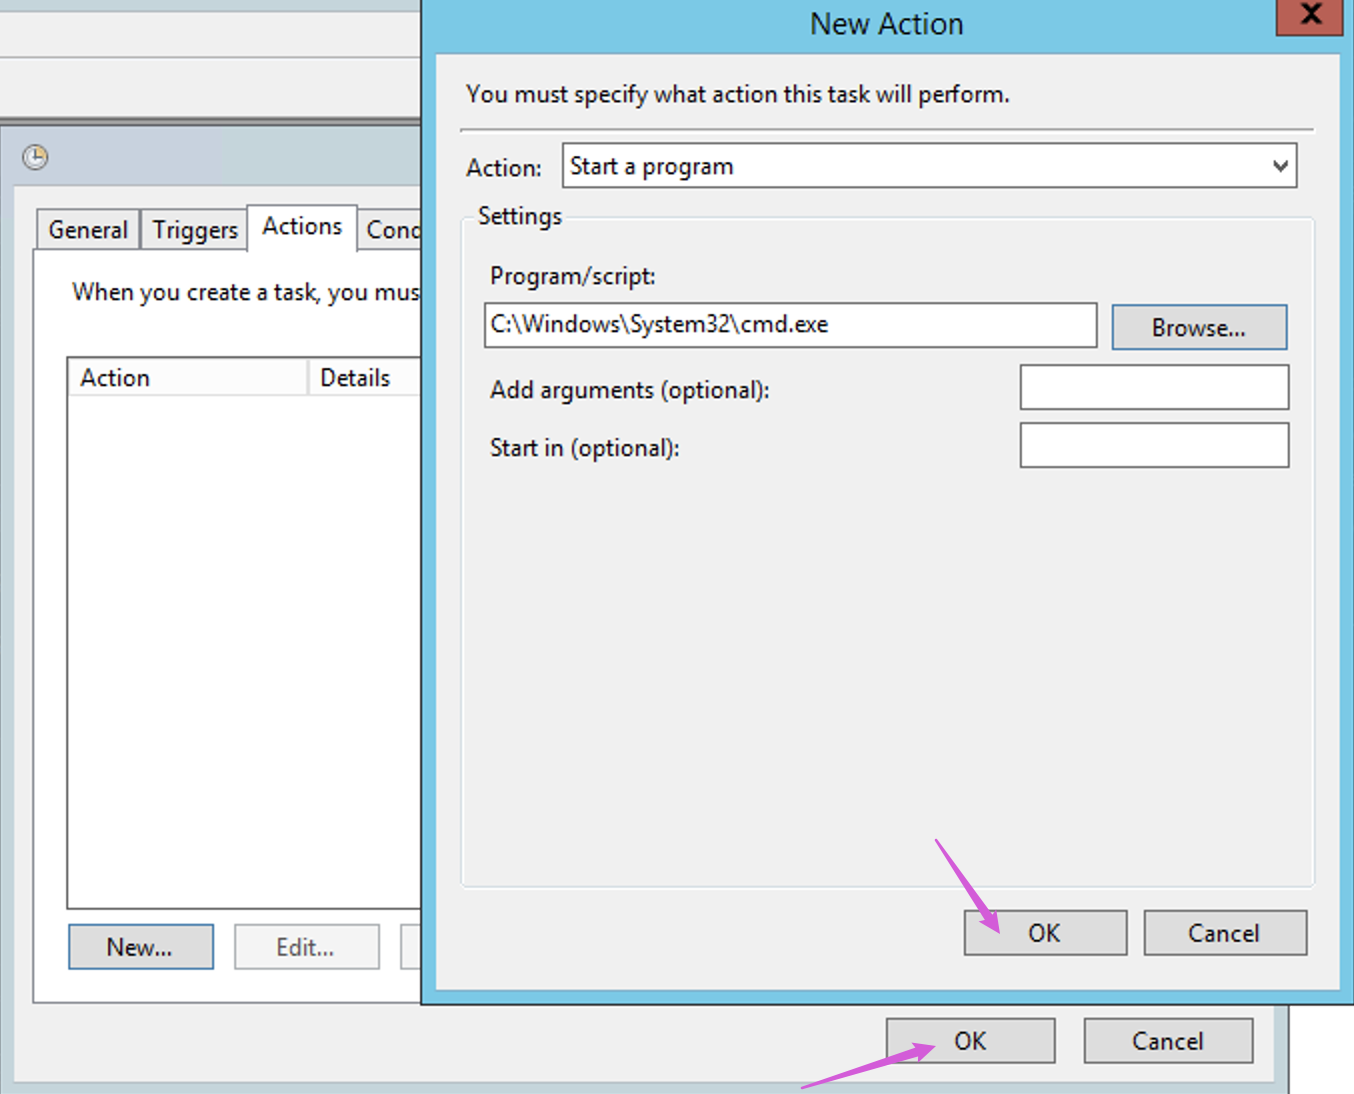 New Action
X
You must specify what action this task will perform.
Action: Start a program
Settings
General Triggers Actions Cond
Program/script:
When you create a task, you mus
C:\Windows\System32\cmd.exe Browse...
Action Details
Add arguments (optional):
Start in (optional):
OK Cancel
New... Edit...
OK Cancel